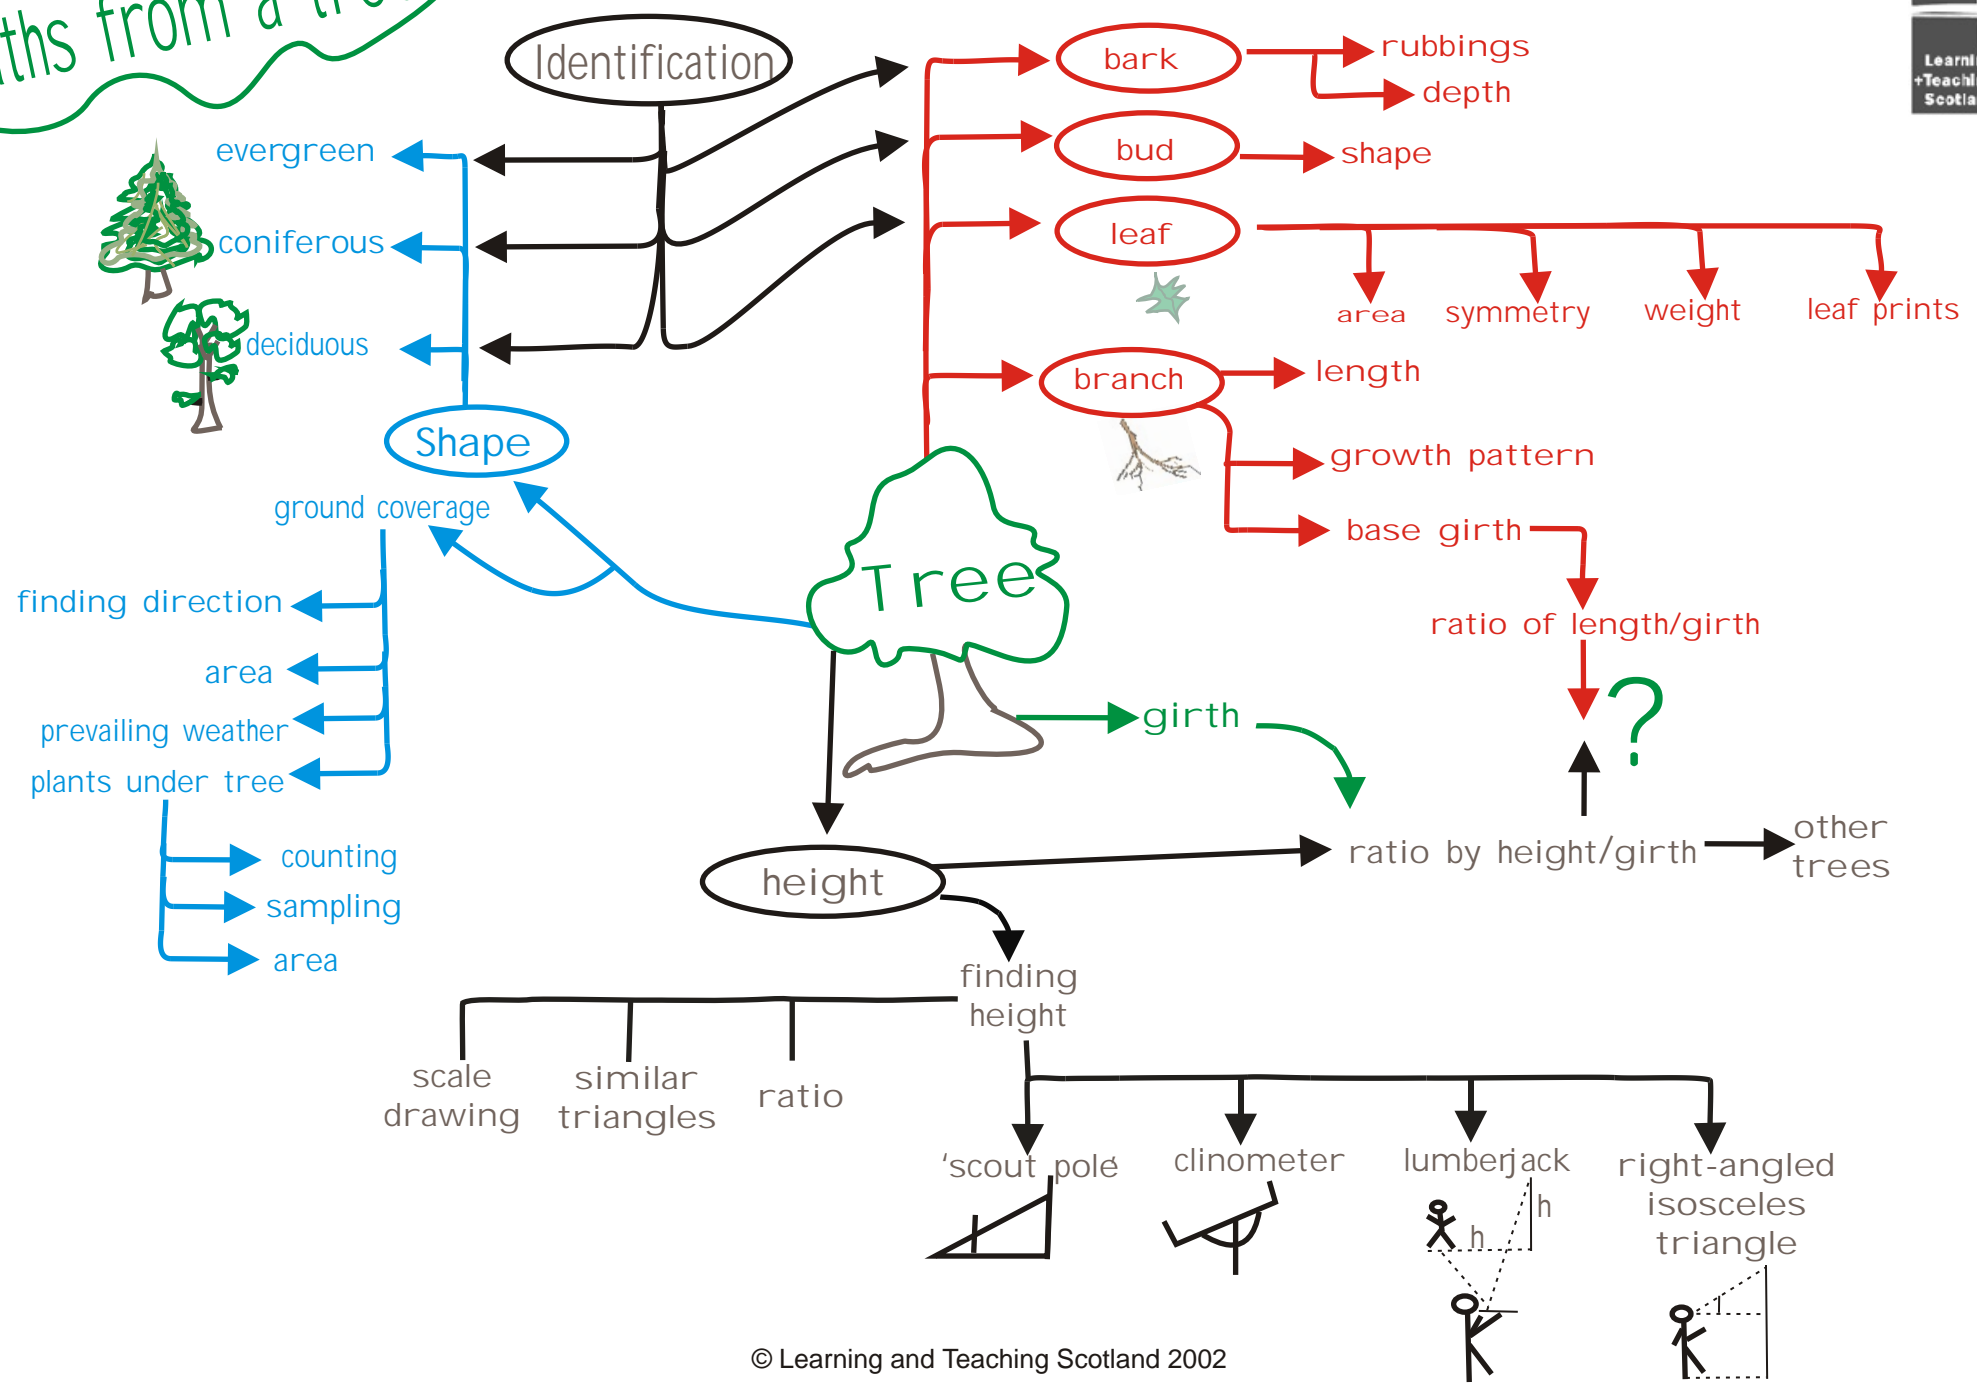 from a
Identification
bark
rubbings
depth
bud
shape
leaf
area
symmetry
weight
leaf prints
branch
length
growth pattern
base girth
ratio of length/girth
?
evergreen
coniferous
deciduous
Shape
ground coverage
finding direction
area
prevailing weather
plants under tree
counting
sampling
area
Tree
girth
height
ratio by height/girth
other
trees
finding
height
scale
drawing
similar
triangles
ratio
'scout pole'
clinometer
lumberjack
h
h
right-angled
isosceles
triangle
© Learning and Teaching Scotland 2002